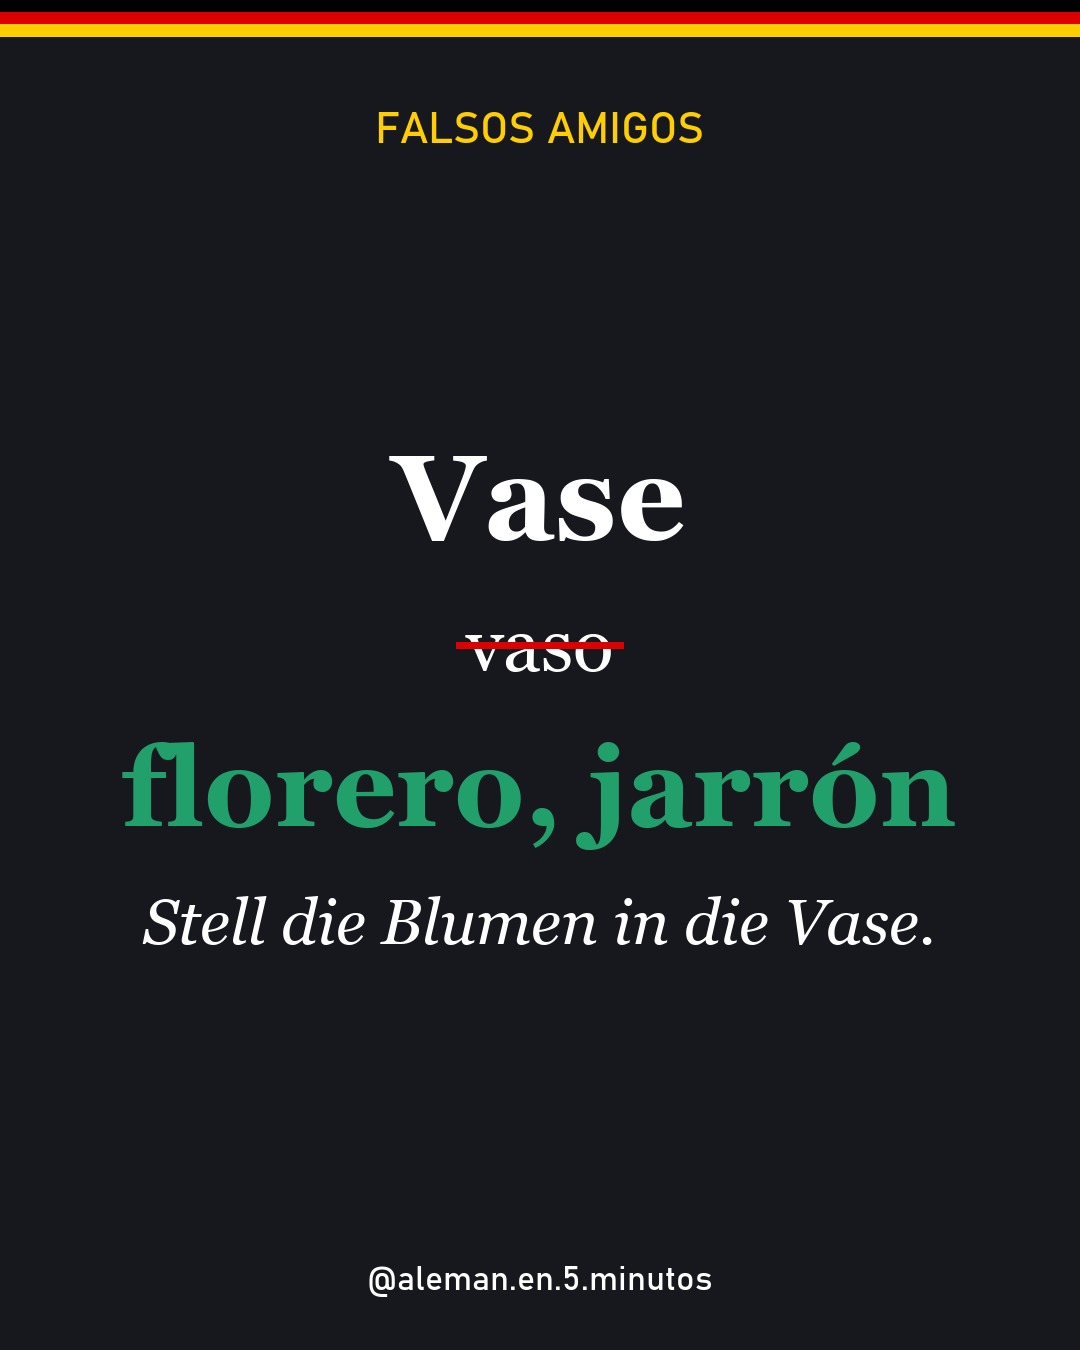 FALSOS AMIGOS
Vase
vaso
florero, jarrón
Stell die Blumen in die Vase.
@aleman.en.5.minutos